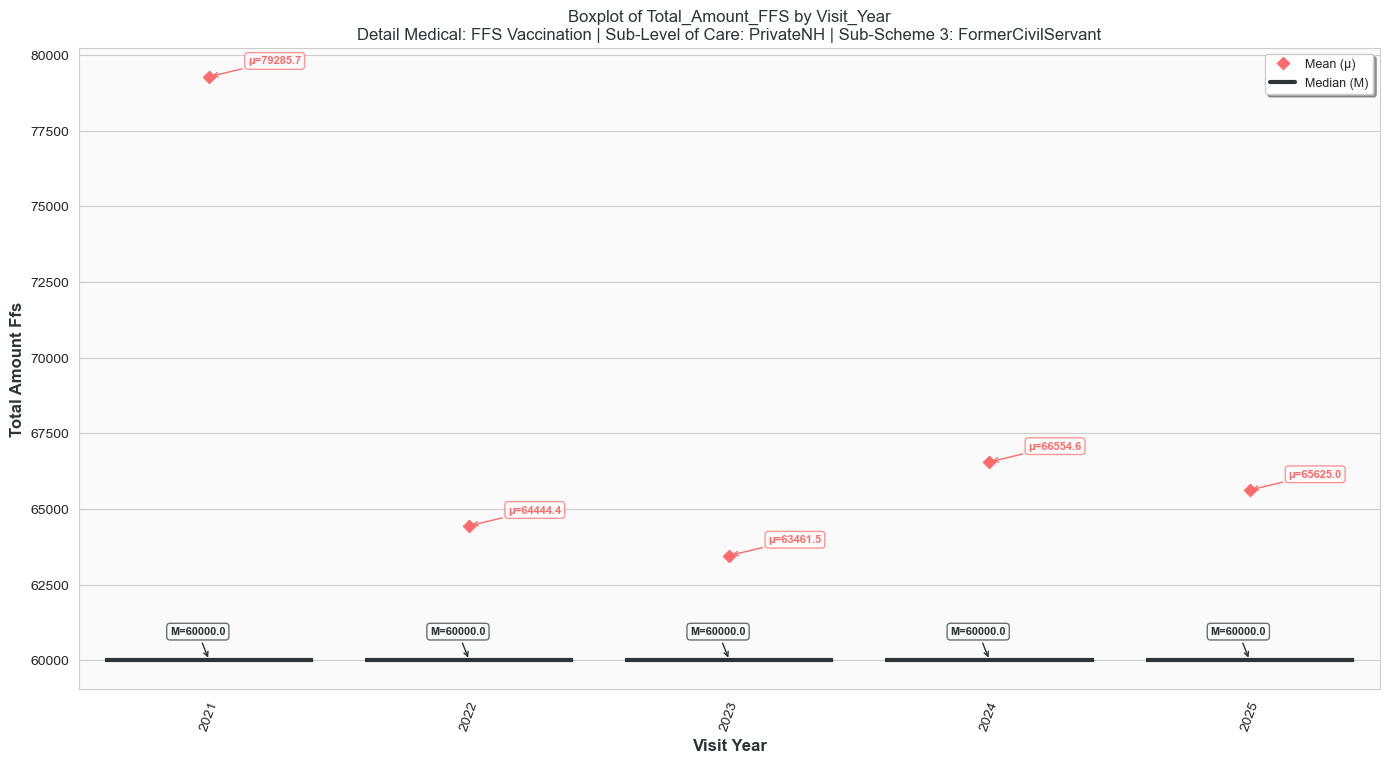 Boxplot of Total_Amount_FFS by Visit_Year
Detail Medical: FFS Vaccination | Sub-Level of Care: PrivateNH | Sub-Scheme 3: FormerCivilServant
Mean (μ)
Median (M)
Total Amount Ffs
80000
77500
75000
72500
70000
67500
65000
62500
60000
μ=79285.7
μ=64444.4
μ=63461.5
μ=66554.6
μ=65625.0
M=60000.0
M=60000.0
M=60000.0
M=60000.0
M=60000.0
2021
2022
2023
2024
2025
Visit Year